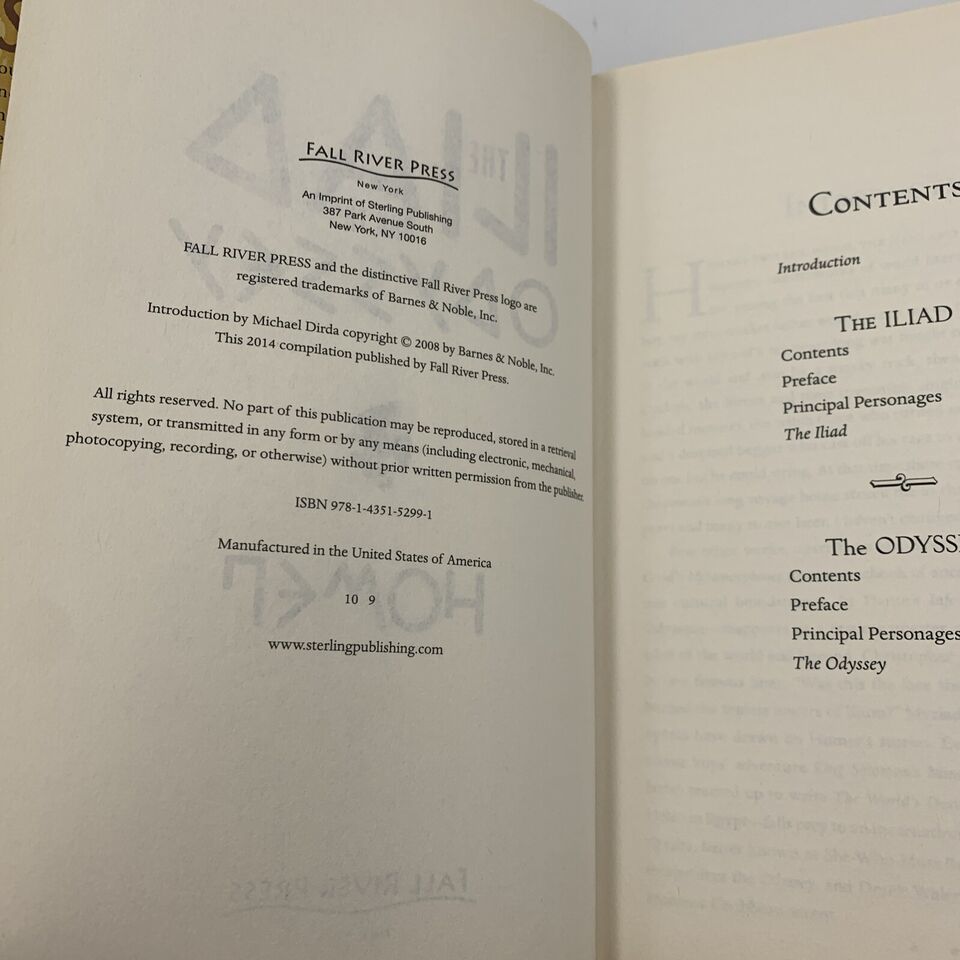 FALL RIVER PRESS
New York
An Imprint of Sterling Publishing
387 Park Avenue South
New York, NY 10016
FALL RIVER PRESS and the distinctive Fall River Press logo are
registered trademarks of Barnes & Noble, Inc.
Introduction by Michael Dirda copyright © 2008 by Barnes & Noble, Inc.
This 2014 compilation published by Fall River Press.
All rights reserved. No part of this publication may be reproduced, stored in a retrieval
system, or transmitted in any form or by any means (including electronic, mechanical,
photocopying, recording, or otherwise) without prior written permission from the publisher.
ISBN 978-1-4351-5299-1
Manufactured in the United States of America
10 9
www.sterlingpublishing.com
CONTENTS
Introduction
THE ILIAD
Contents
Preface
Principal Personages
The Iliad
The ODYSS
Contents
Preface
Principal Personages
The Odyssey